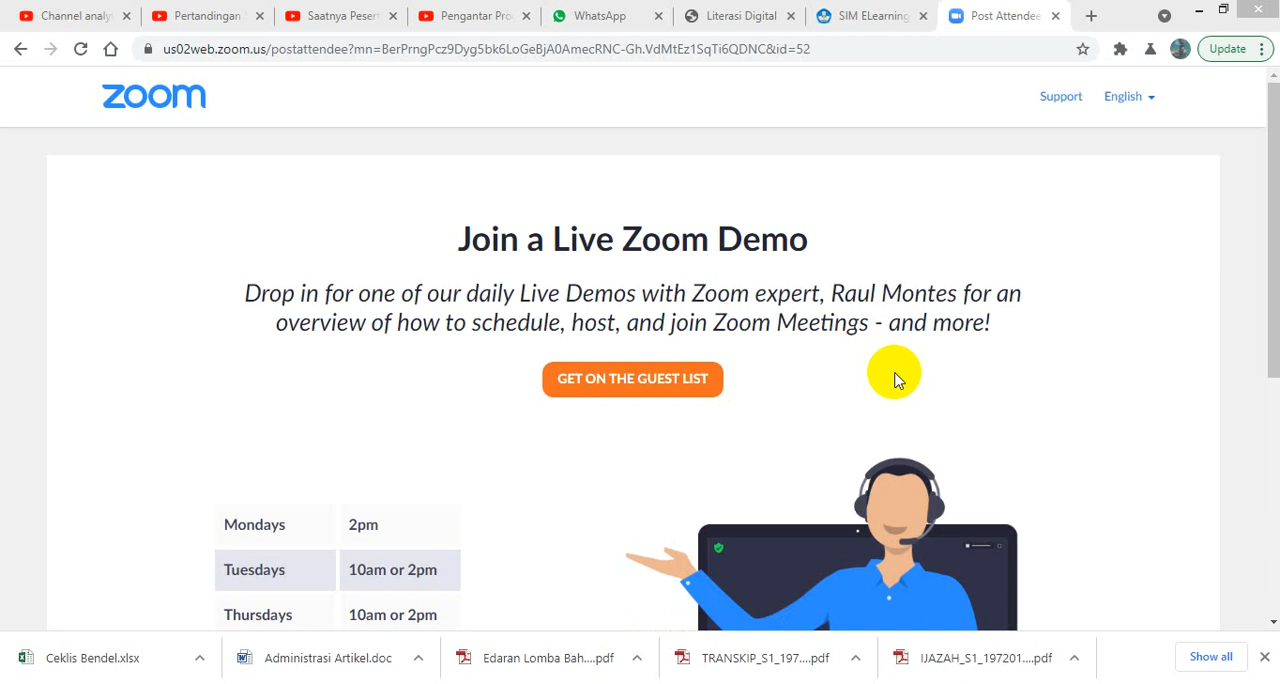 Channel analy
Pertandingan
Saatnya Peser
Pengantar Pro
WhatsApp
Literasi Digital
SIM ELearning
Post Attendee
us02web.zoom.us/postattendee?mn=BerPrngPcz9Dyg5bk6LoGeBjA0AmecRNC-Gh.VdMtEz1SqTi6QDNC&id=52
Update
zoom
Support
English
Join a Live Zoom Demo
Drop in for one of our daily Live Demos with Zoom expert, Raul Montes for an
overview of how to schedule, host, and join Zoom Meetings - and more!
GET ON THE GUEST LIST
Mondays 2pm
Tuesdays 10am or 2pm
Thursdays 10am or 2pm
Ceklis Bendel.xlsx
Administrasi Artikel.doc
Edaran Lomba Bah....pdf
TRANSKIP_S1_197....pdf
IJAZAH_S1_197201....pdf
Show all